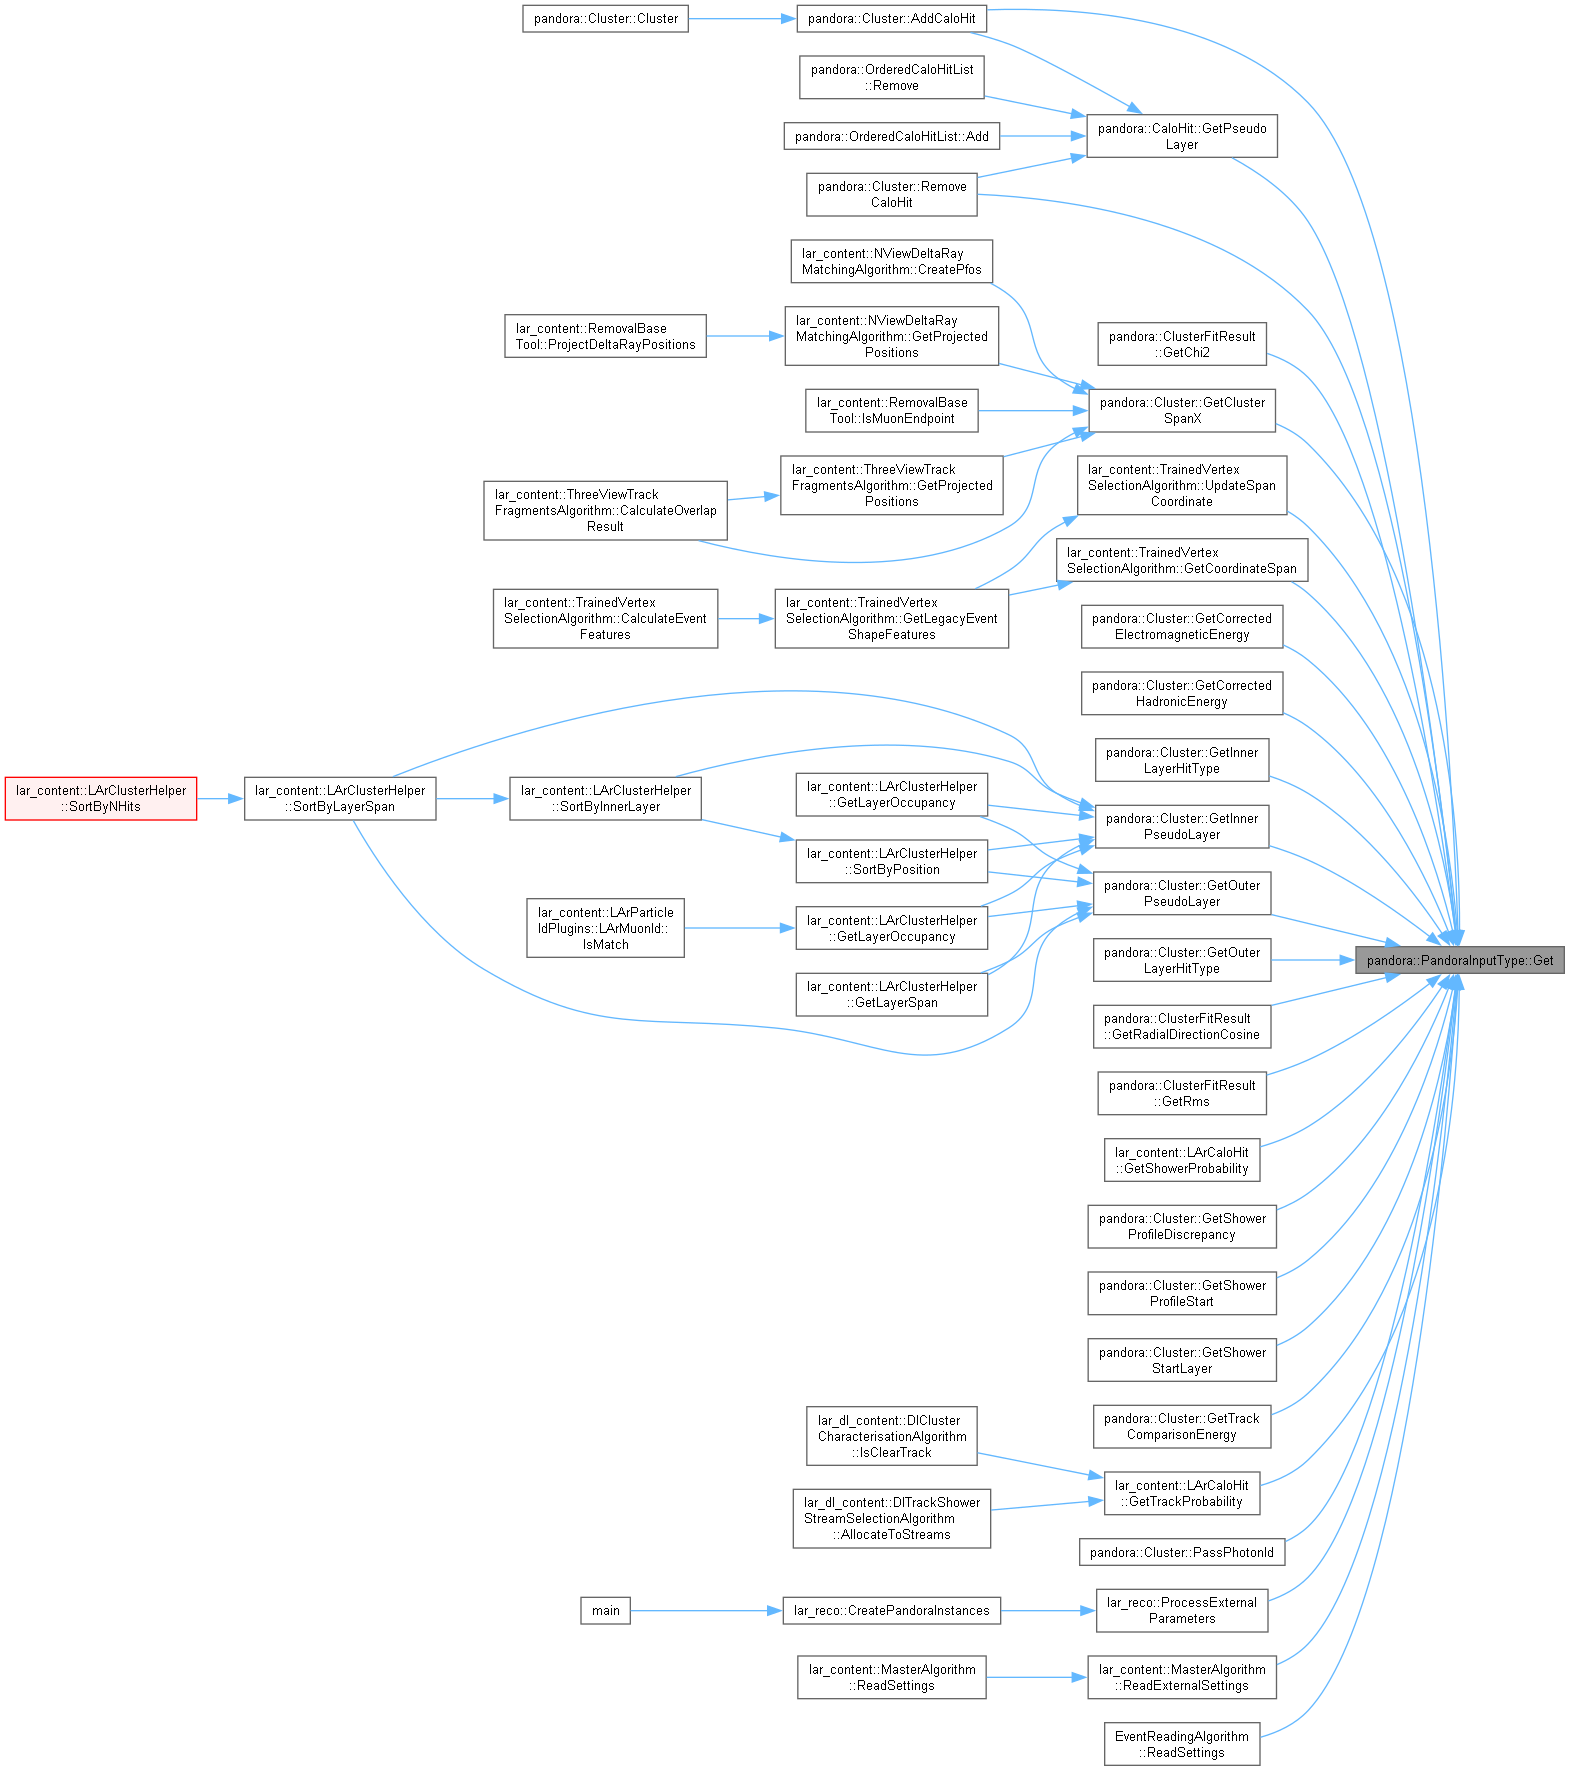 pandora::Cluster::Cluster
pandora::Cluster::AddCaloHit
pandora::OrderedCaloHitList
::Remove
pandora::OrderedCaloHitList::Add
pandora::CaloHit::GetPseudo
Layer
pandora::Cluster::Remove
CaloHit
lar_content::NViewDeltaRay
MatchingAlgorithm::CreatePfos
lar_content::RemovalBase
Tool::ProjectDeltaRayPositions
lar_content::NViewDeltaRay
MatchingAlgorithm::GetProjected
Positions
pandora::ClusterFitResult
::GetChi2
lar_content::RemovalBase
Tool::IsMuonEndpoint
pandora::Cluster::GetCluster
SpanX
lar_content::ThreeViewTrack
FragmentsAlgorithm::CalculateOverlap
Result
lar_content::ThreeViewTrack
FragmentsAlgorithm::GetProjected
Positions
lar_content::TrainedVertex
SelectionAlgorithm::UpdateSpan
Coordinate
lar_content::TrainedVertex
SelectionAlgorithm::GetCoordinateSpan
lar_content::TrainedVertex
SelectionAlgorithm::CalculateEvent
Features
lar_content::TrainedVertex
SelectionAlgorithm::GetLegacyEvent
ShapeFeatures
pandora::Cluster::GetCorrected
ElectromagneticEnergy
pandora::Cluster::GetCorrected
HadronicEnergy
pandora::Cluster::GetInner
LayerHitType
lar_content::LArClusterHelper
::SortByNHits
lar_content::LArClusterHelper
::SortByLayerSpan
lar_content::LArClusterHelper
::SortByInnerLayer
lar_content::LArClusterHelper
::GetLayerOccupancy
pandora::Cluster::GetInner
PseudoLayer
lar_content::LArClusterHelper
::SortByPosition
pandora::Cluster::GetOuter
PseudoLayer
lar_content::LArParticle
IdPlugins::LArMuonId::
IsMatch
lar_content::LArClusterHelper
::GetLayerOccupancy
pandora::Cluster::GetOuter
LayerHitType
pandora::PandoraInputType::Get
lar_content::LArClusterHelper
::GetLayerSpan
pandora::ClusterFitResult
::GetRadialDirectionCosine
pandora::ClusterFitResult
::GetRms
lar_content::LArCaloHit
::GetShowerProbability
pandora::Cluster::GetShower
ProfileDiscrepancy
pandora::Cluster::GetShower
ProfileStart
pandora::Cluster::GetShower
StartLayer
pandora::Cluster::GetTrack
ComparisonEnergy
lar_dl_content::DlCluster
CharacterisationAlgorithm
::IsClearTrack
lar_content::LArCaloHit
::GetTrackProbability
lar_dl_content::DlTrackShower
StreamSelectionAlgorithm
::AllocateToStreams
pandora::Cluster::PassPhotonId
main
lar_reco::CreatePandoraInstances
lar_reco::ProcessExternal
Parameters
lar_content::MasterAlgorithm
::ReadSettings
lar_content::MasterAlgorithm
::ReadExternalSettings
EventReadingAlgorithm
::ReadSettings